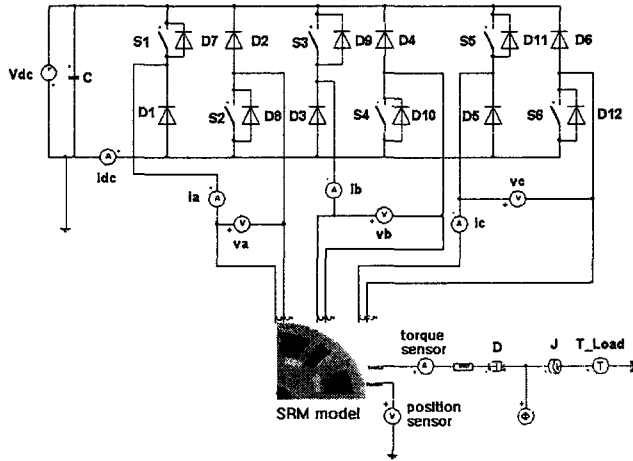 S1 D7 D2 S3 D9 D4 S5 D11 D6
Vdc C
D1 S2 D8 D3 S4 D10 D5 S6 D12
idc
ia ib vc
va vb ic
torque sensor D J T_Load
SRM model position sensor